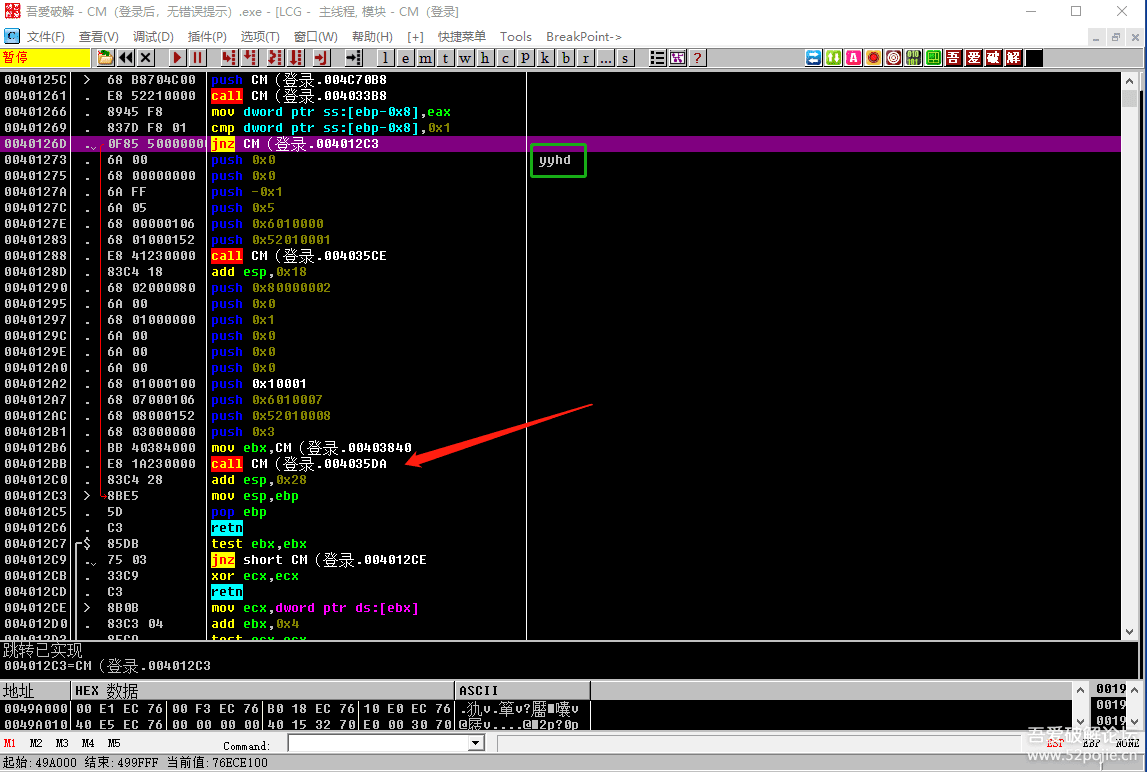 吾爱破解 - CM（登录后，无错误提示）.exe - [LCG - 主线程, 模块 - CM（登录]
C 文件(F) 查看(V) 调试(D) 插件(P) 选项(T) 窗口(W) 帮助(H) [+] 快捷菜单 Tools BreakPoint->
暂停 l e m t w h c p k b r ... s ? A 吾 爱 破 解
0040125C > 68 B8704C00 push CM（登录.004C70B8
00401261 . E8 52210000 call CM（登录.004033B8
00401266 . 8945 F8 mov dword ptr ss:[ebp-0x8],eax
00401269 . 837D F8 01 cmp dword ptr ss:[ebp-0x8],0x1
0040126D . 0F85 50000000 jnz CM（登录.004012C3
00401273 . 6A 00 push 0x0 yyhd
00401275 . 68 00000000 push 0x0
0040127A . 6A FF push -0x1
0040127C . 6A 05 push 0x5
0040127E . 68 00000106 push 0x6010000
00401283 . 68 01000152 push 0x52010001
00401288 . E8 41230000 call CM（登录.004035CE
0040128D . 83C4 18 add esp,0x18
00401290 . 68 02000080 push 0x80000002
00401295 . 6A 00 push 0x0
00401297 . 68 01000000 push 0x1
0040129C . 6A 00 push 0x0
0040129E . 6A 00 push 0x0
004012A0 . 6A 00 push 0x0
004012A2 . 68 01000100 push 0x10001
004012A7 . 68 07000106 push 0x6010007
004012AC . 68 08000152 push 0x52010008
004012B1 . 68 03000000 push 0x3
004012B6 . BB 40384000 mov ebx,CM（登录.00403840
004012BB . E8 1A230000 call CM（登录.004035DA
004012C0 . 83C4 28 add esp,0x28
004012C3 > 8BE5 mov esp,ebp
004012C5 . 5D pop ebp
004012C6 . C3 retn
004012C7 $ 85DB test ebx,ebx
004012C9 . 75 03 jnz short CM（登录.004012CE
004012CB . 33C9 xor ecx,ecx
004012CD . C3 retn
004012CE > 8B0B mov ecx,dword ptr ds:[ebx]
004012D0 . 83C3 04 add ebx,0x4
跳转已实现
004012C3=CM（登录.004012C3
地址 HEX 数据 ASCII 0019
0049A000 00 E1 EC 76 00 F3 EC 76 B0 18 EC 76 10 E0 EC 76 0019
0049A010 40 E5 EC 76 00 00 00 00 40 15 32 70 E0 00 30 70 0019
M1 M2 M3 M4 M5 Command: ESP EBP NONE
起始: 49A000 结束: 499FFF 当前值: 76ECE100
吾爱破解论坛
www.52pojie.cn